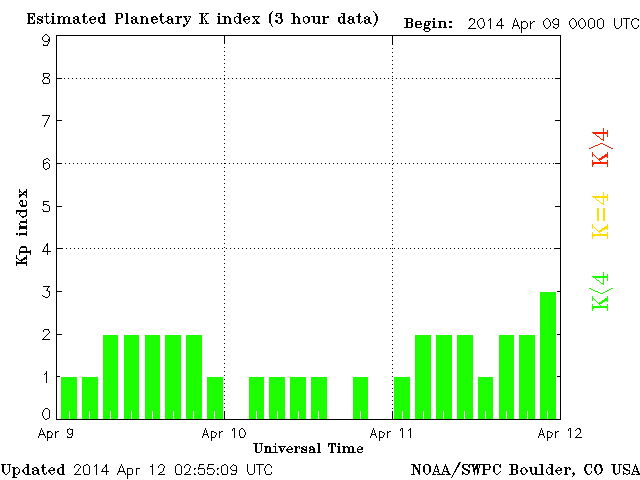 Estimated Planetary K index (3 hour data)
Begin: 2014 Apr 09 0000 UTC
9
8
7
6
5
4
3
2
1
0
Kp index
Apr 9
Apr 10
Apr 11
Apr 12
Universal Time
K>4
K=4
K<4
Updated 2014 Apr 12 02:55:09 UTC
NOAA/SWPC Boulder, CO USA